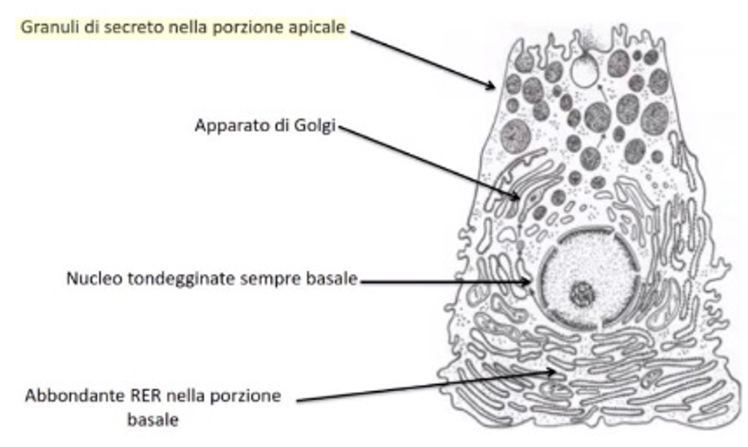 Granuli di secreto nella porzione apicale
Apparato di Golgi
Nucleo tondegginate sempre basale
Abbondante RER nella porzione
basale